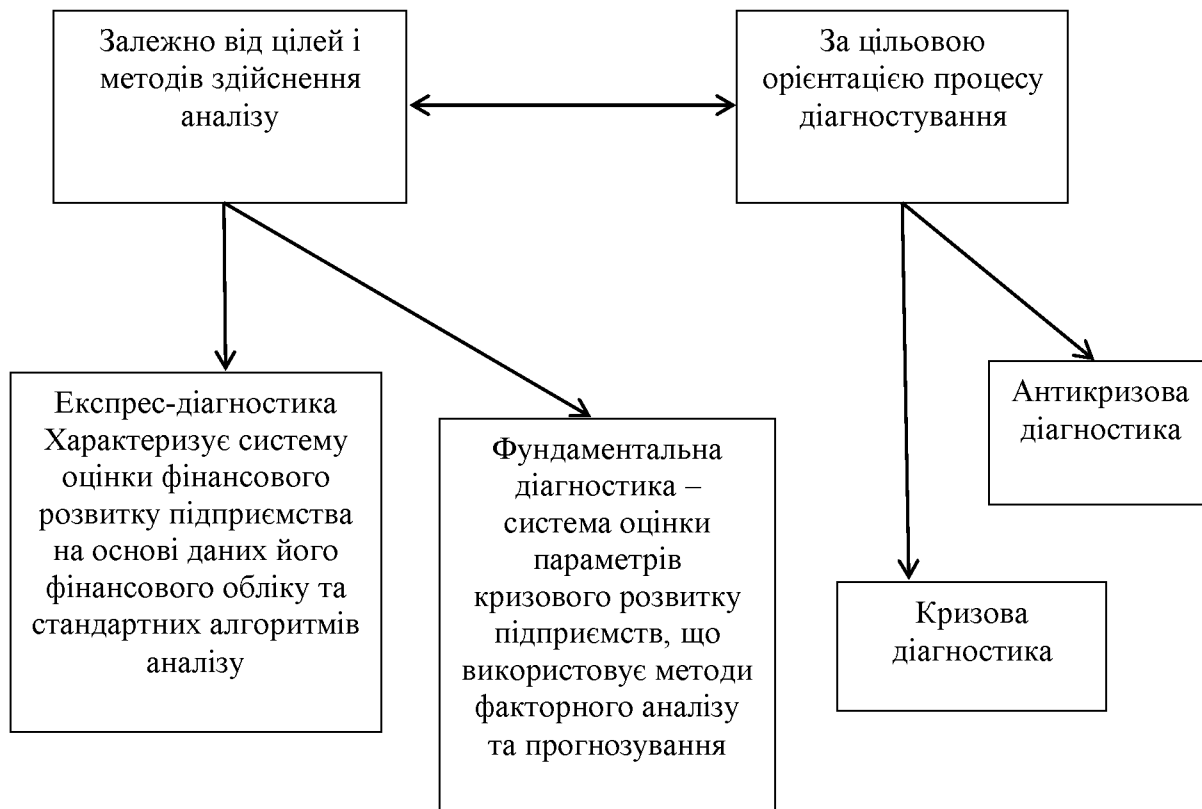 Залежно від цілей і
методів здійснення
аналізу
За цільовою
орієнтацією процесу
діагностування
Експрес-діагностика
Характеризує систему
оцінки фінансового
розвитку підприємства
на основі даних його
фінансового обліку та
стандартних алгоритмів
аналізу
Фундаментальна
діагностика –
система оцінки
параметрів
кризового розвитку
підприємств, що
використовує методи
факторного аналізу
та прогнозування
Антикризова
діагностика
Кризова
діагностика